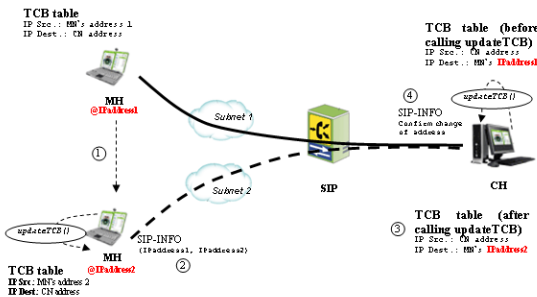 TCB table
IP Src.: MN's address 1
IP Dest.: CN address
MH
@IPaddress1
1
updateTCB()
MH
@IPaddress2
TCB table
IP Src: MN's address 2
IP Dest: CN address
Subnet 1
Subnet 2
SIP-INFO
(IPaddress1, IPaddress2)
2
SIP
TCB table (before
calling updateTCB)
IP Src.: CN address
IP Dest.: MN's IPaddress1
4
updateTCB()
SIP-INFO
Confirm change
of address
CH
3
TCB table (after
calling updateTCB)
IP Src.: CN address
IP Dest.: MN's IPaddress2